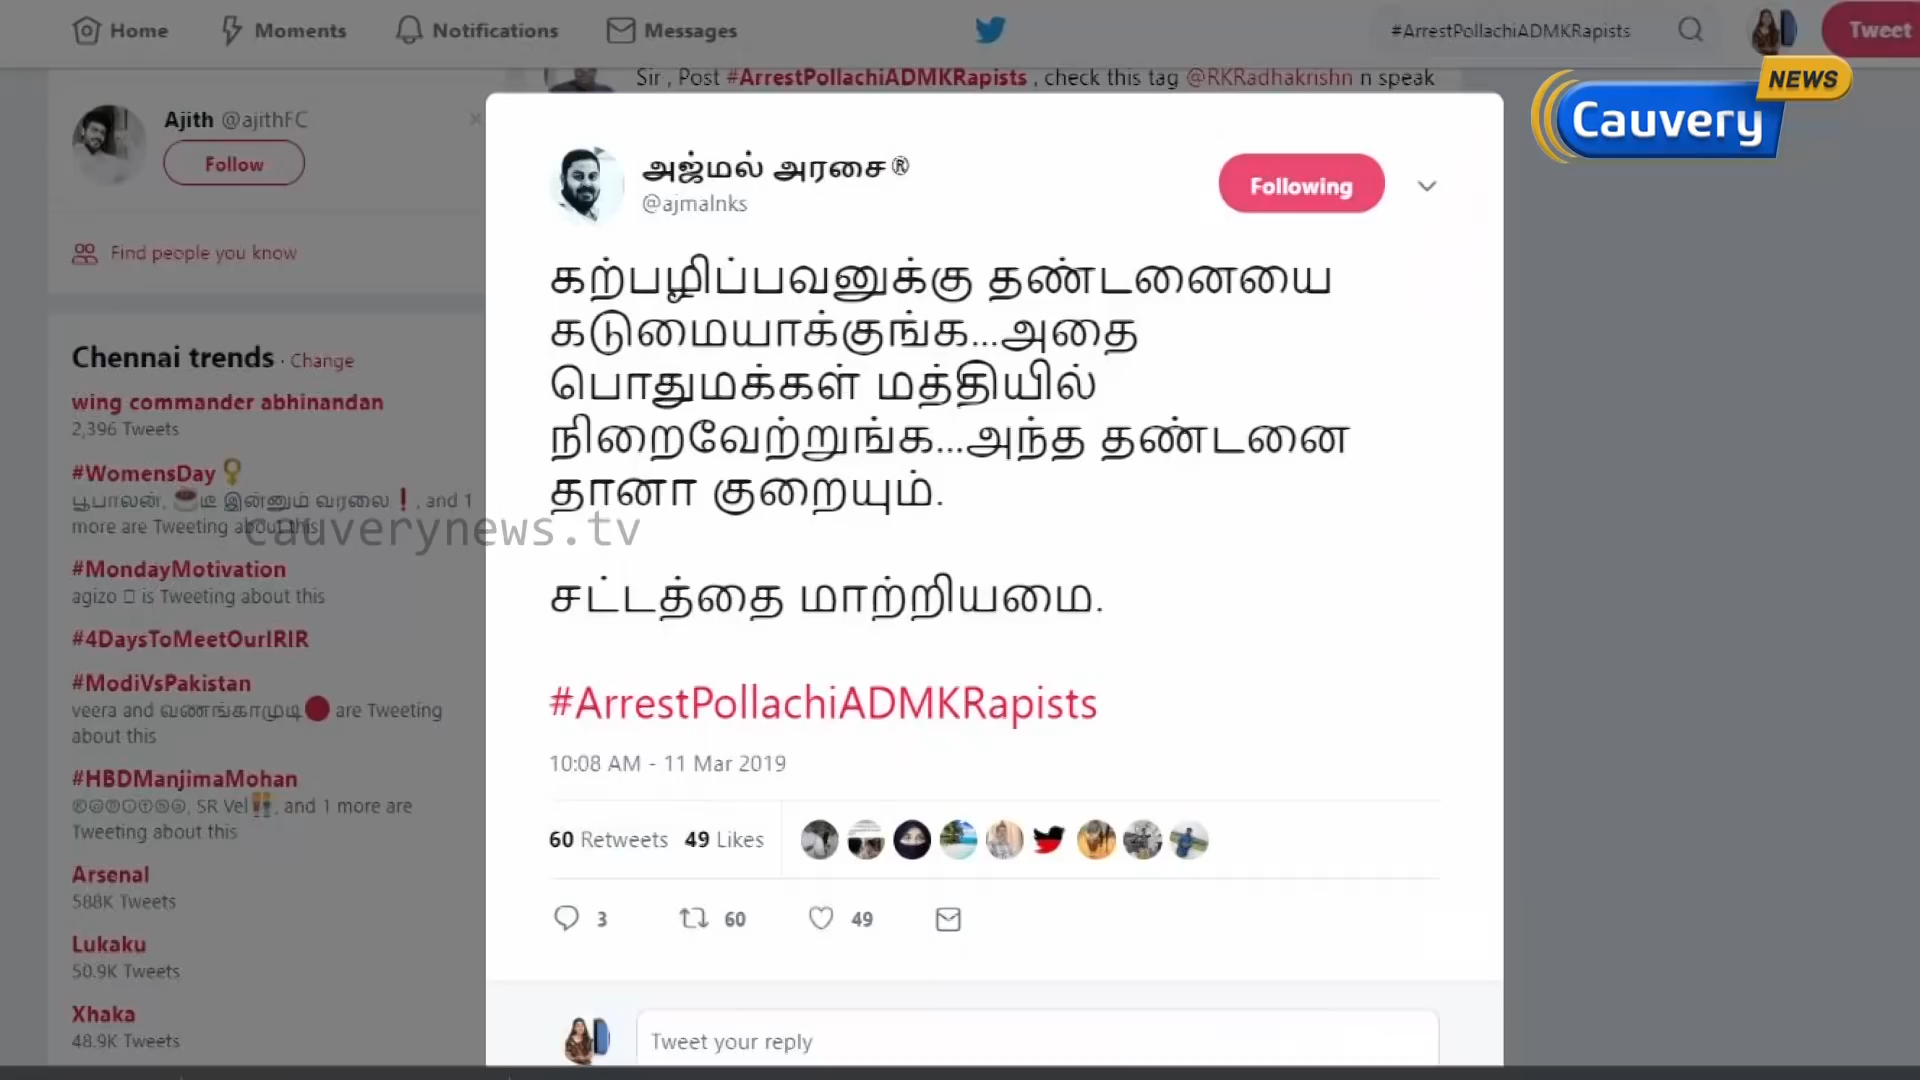 Home Moments Notifications Messages #ArrestPollachiADMKRapists Tweet
Sir , Post #ArrestPollachiADMKRapists , check this tag @RKRadhakrishn n speak
Cauvery NEWS
Ajith @ajithFC
Follow
Find people you know
Chennai trends · Change
wing commander abhinandan
2,396 Tweets
#WomensDay
பூபாலன், டீ இன்னும் வரலை❗, and 1
more are Tweeting about this
#MondayMotivation
agizo is Tweeting about this
#4DaysToMeetOurIRIR
#ModiVsPakistan
veera and வணங்காமுடி🔴 are Tweeting
about this
#HBDManjimaMohan
SR Vel, and 1 more are
Tweeting about this
Arsenal
588K Tweets
Lukaku
50.9K Tweets
Xhaka
48.9K Tweets
அஜ்மல் அரசை®
@ajmalnks
Following
கற்பழிப்பவனுக்கு தண்டனையை
கடுமையாக்குங்க...அதை
பொதுமக்கள் மத்தியில்
நிறைவேற்றுங்க...அந்த தண்டனை
தானா குறையும்.
சட்டத்தை மாற்றியமை.
#ArrestPollachiADMKRapists
10:08 AM - 11 Mar 2019
60 Retweets 49 Likes
3 60 49
Tweet your reply
cauverynews.tv